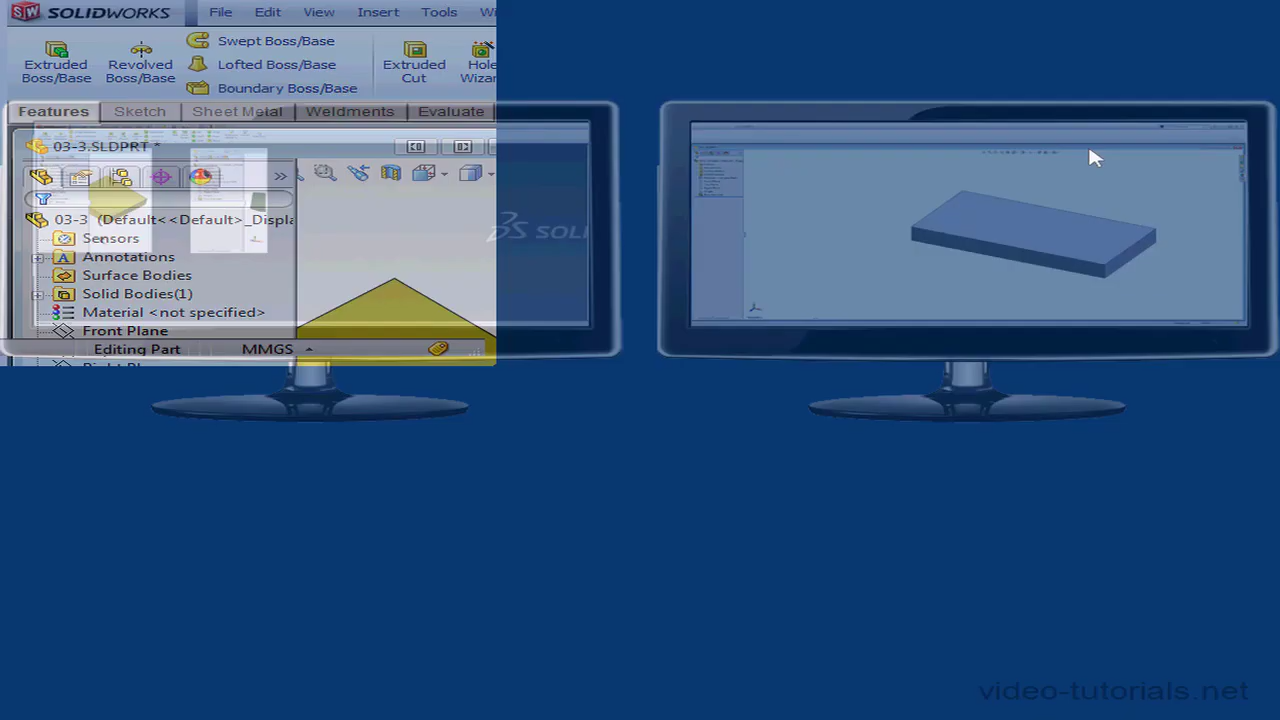 SOLIDWORKS File Edit View Insert Tools
Extruded Boss/Base
Revolved Boss/Base
Swept Boss/Base
Lofted Boss/Base
Boundary Boss/Base
Extruded Cut
Hole
Features Sketch Sheet Metal Weldments Evaluate
03-3.SLDPRT *
03-3 (Default<<Default>_Displa
Sensors
Annotations
Surface Bodies
Solid Bodies(1)
Material <not specified>
Front Plane
Editing Part MMGS
video-tutorials.net